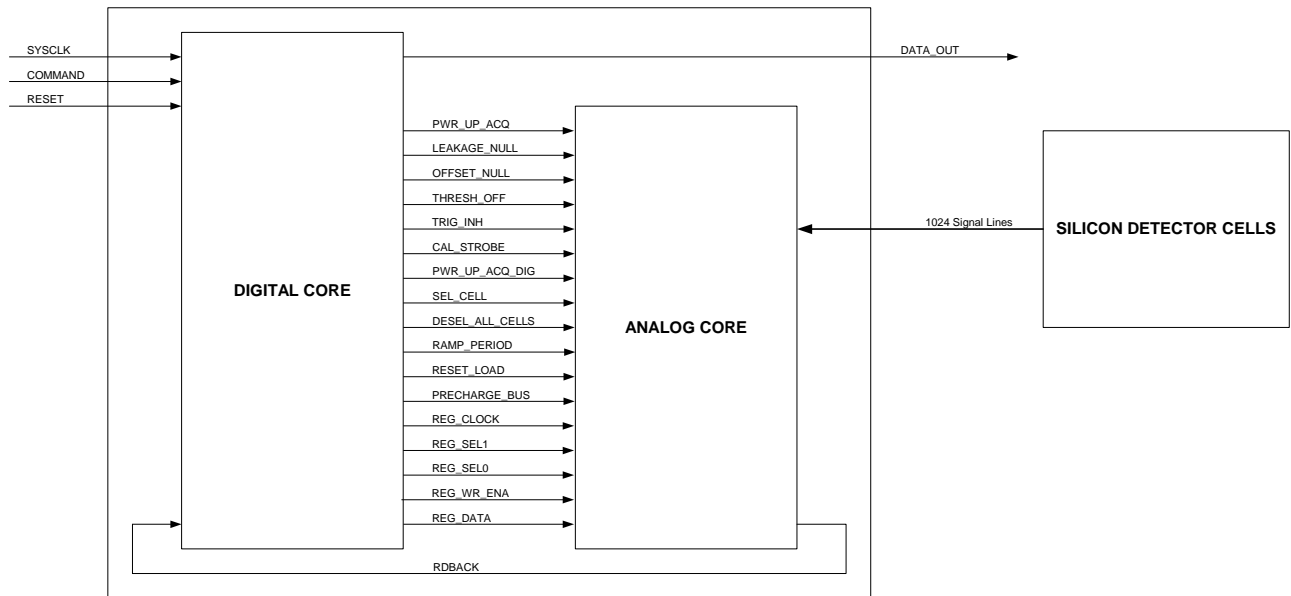 SYSCLK
DATA_OUT
COMMAND
RESET
PWR_UP_ACQ
LEAKAGE_NULL
OFFSET_NULL
THRESH_OFF
TRIG_INH
1024 Signal Lines
SILICON DETECTOR CELLS
CAL_STROBE
PWR_UP_ACQ_DIG
DIGITAL CORE
SEL_CELL
DESEL_ALL_CELLS
ANALOG CORE
RAMP_PERIOD
RESET_LOAD
PRECHARGE_BUS
REG_CLOCK
REG_SEL1
REG_SEL0
REG_WR_ENA
REG_DATA
RDBACK